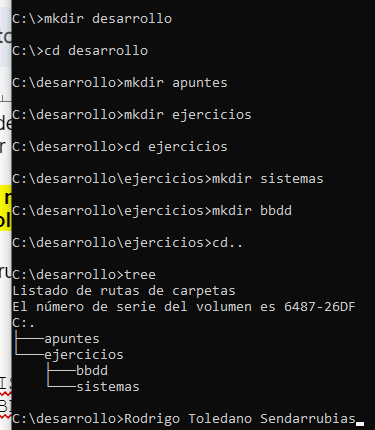 C:\>mkdir desarrollo
C:\>cd desarrollo
C:\desarrollo>mkdir apuntes
C:\desarrollo>mkdir ejercicios
C:\desarrollo>cd ejercicios
C:\desarrollo\ejercicios>mkdir sistemas
C:\desarrollo\ejercicios>mkdir bbdd
C:\desarrollo\ejercicios>cd..
C:\desarrollo>tree
Listado de rutas de carpetas
El número de serie del volumen es 6487-26DF
C:.
├───apuntes
└───ejercicios
    ├───bbdd
    └───sistemas
C:\desarrollo>Rodrigo Toledano Sendarrubias